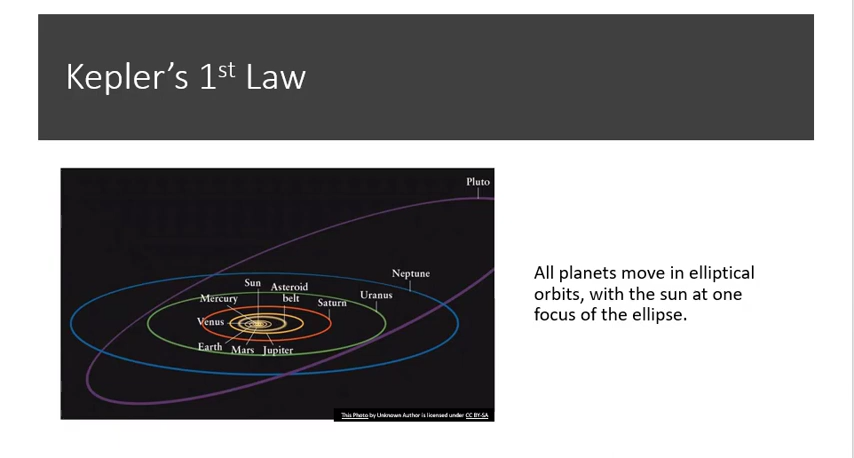 Kepler's 1st Law
Pluto
Neptune
Sun
Asteroid
belt
Mercury
Saturn
Uranus
Venus
Earth
Mars
Jupiter
All planets move in elliptical
orbits, with the sun at one
focus of the ellipse.
This Photo by Unknown Author is licensed under CC BY-SA